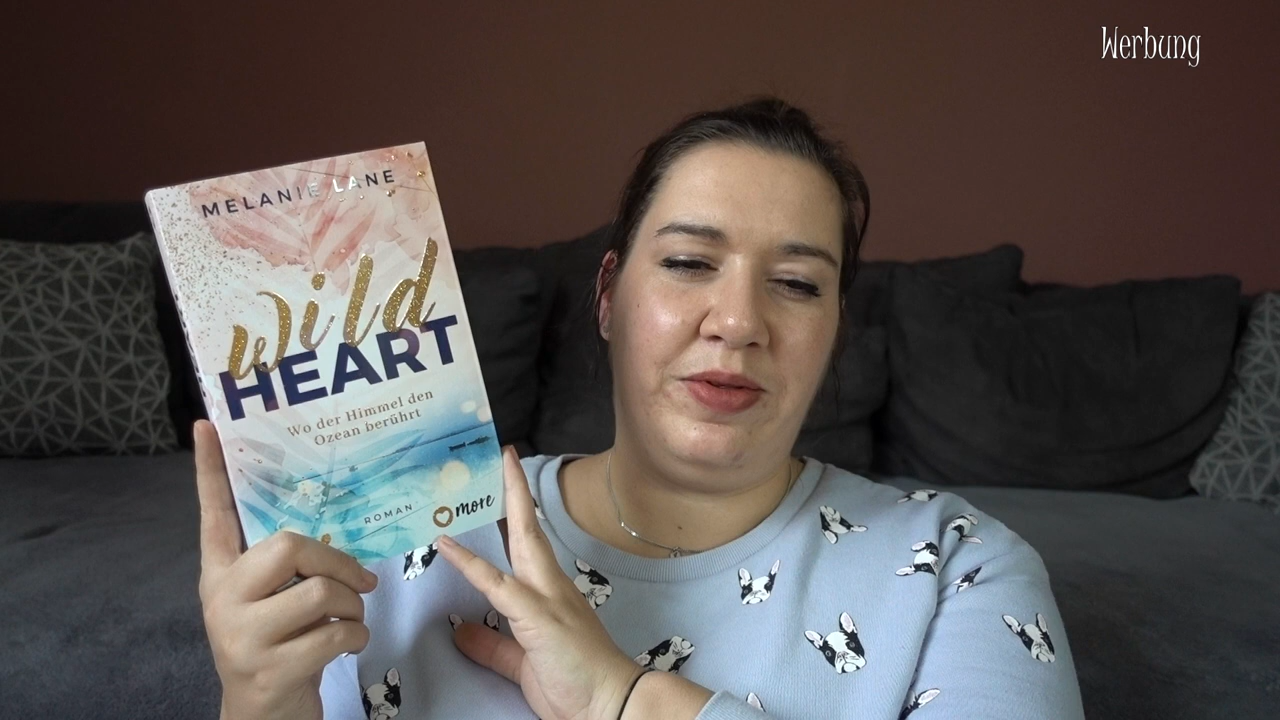 Werbung
MELANIE LANE
wild
HEART
Wo der Himmel den
Ozean berührt
ROMAN
more